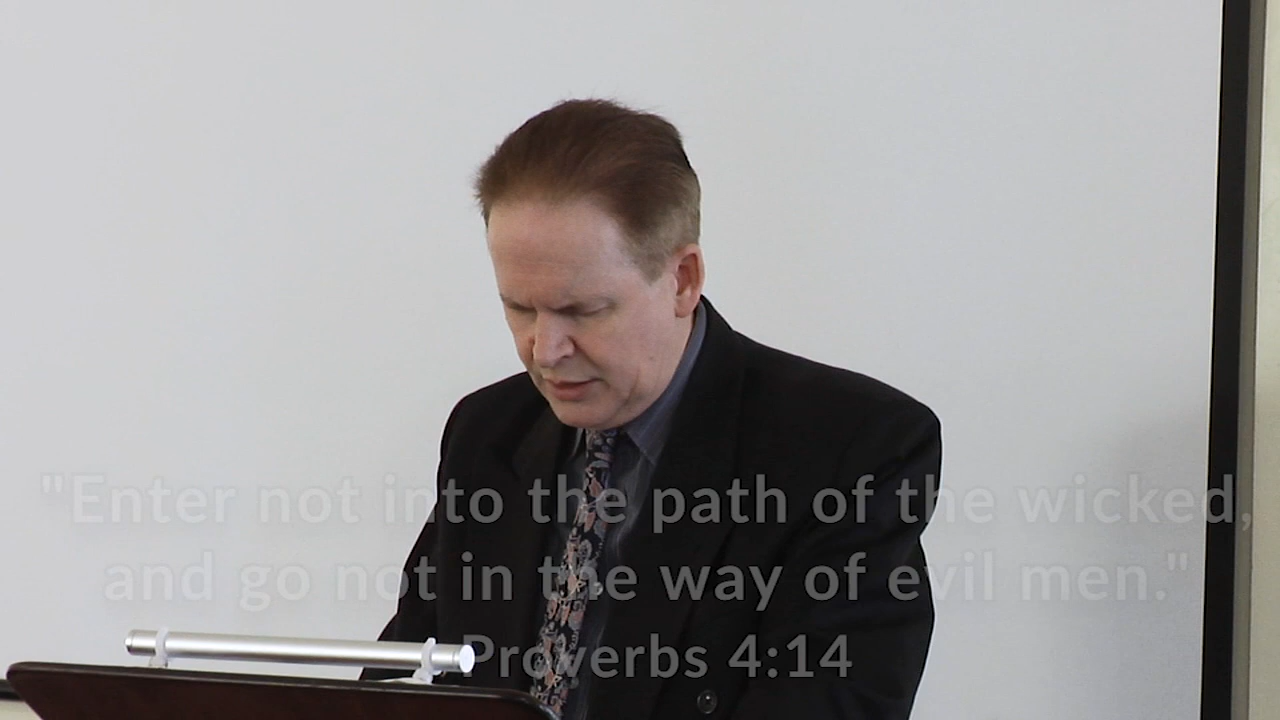 "Enter not into the path of the wicked,
and go not in the way of evil men."
Proverbs 4:14